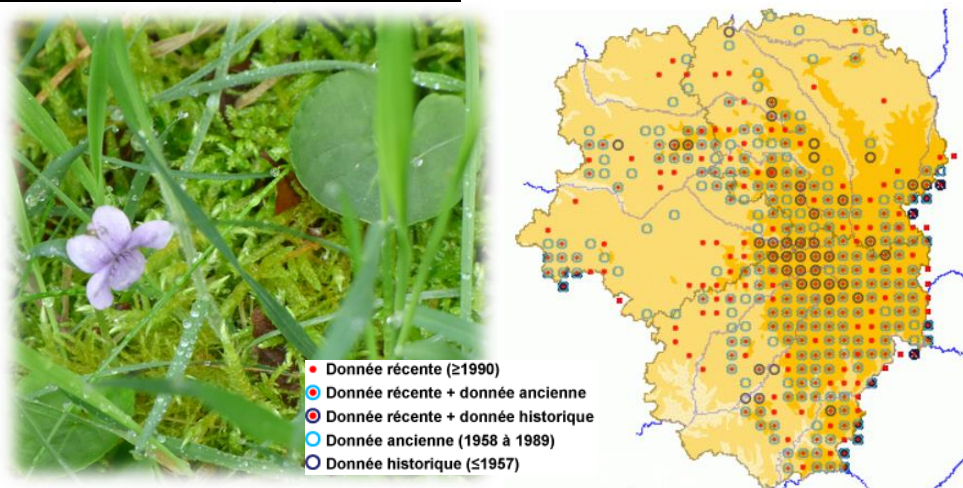 • Donnée récente (≥1990)
Donnée récente + donnée ancienne
Donnée récente + donnée historique
Donnée ancienne (1958 à 1989)
Donnée historique (≤1957)